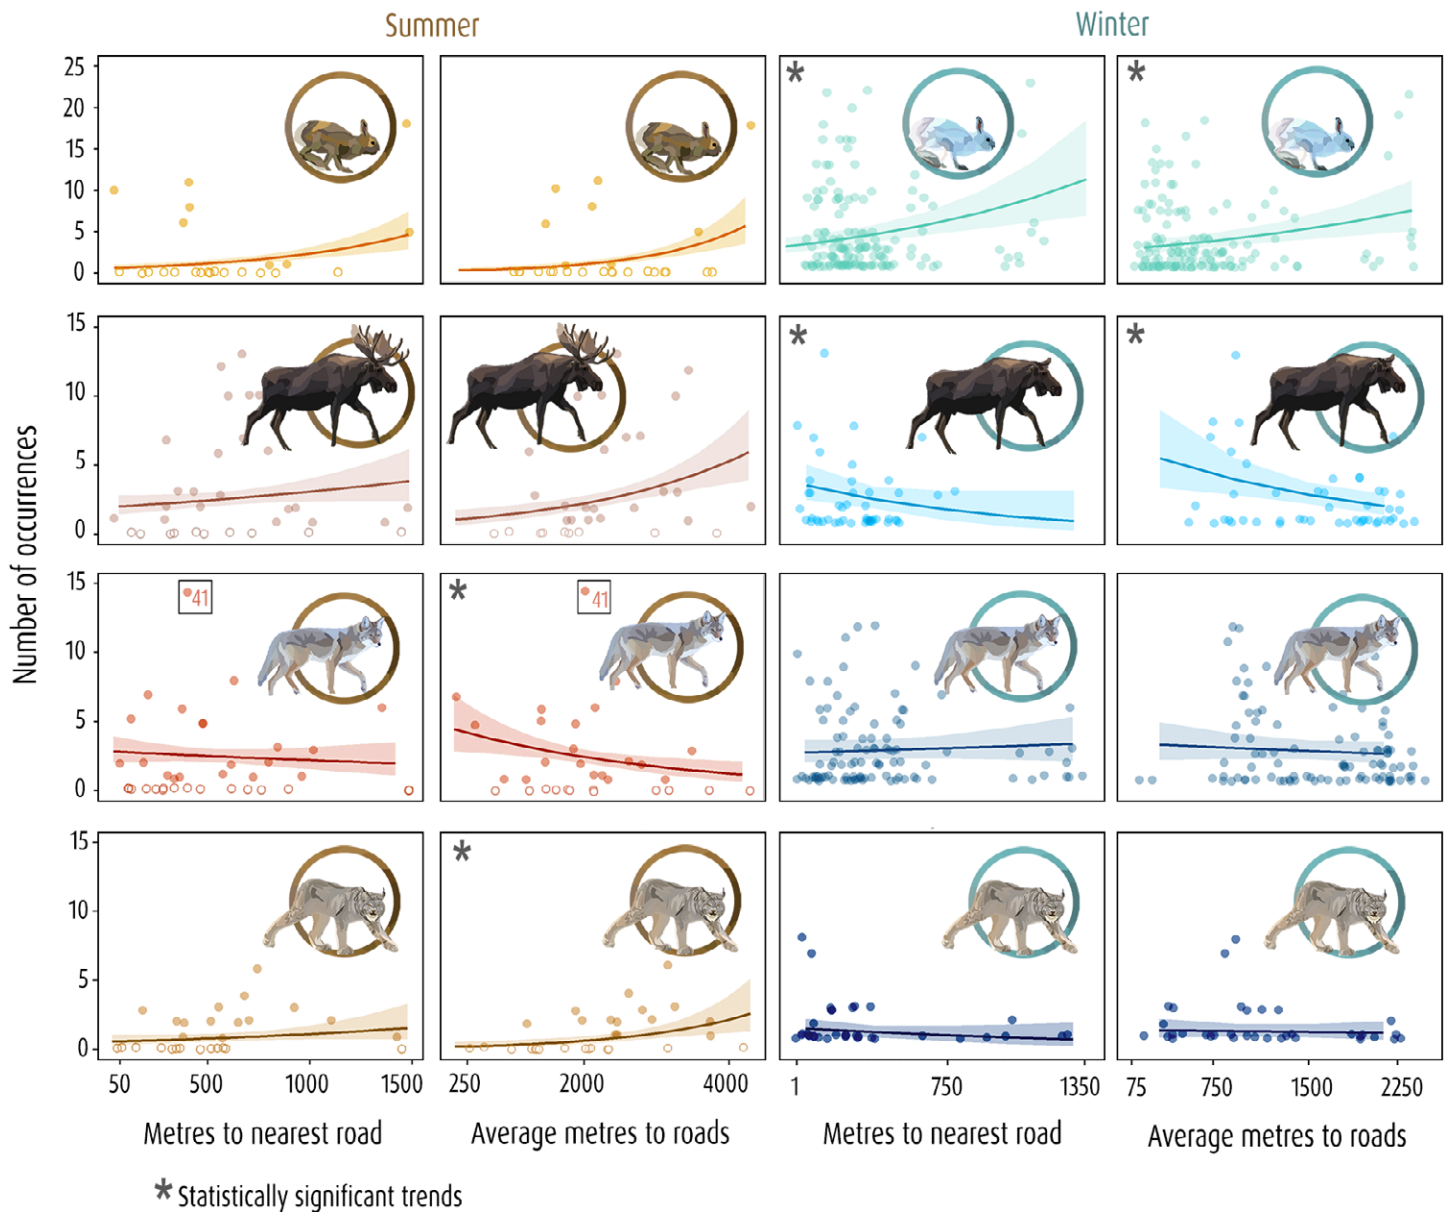 Summer
Winter
Number of occurrences
25
20
15
10
5
0
*
*
15
10
5
0
*
*
15
10
5
0
41
*
41
15
10
5
0
*
50 500 1000 1500
250 2000 4000
1 750 1350
75 750 1500 2250
Metres to nearest road
Average metres to roads
Metres to nearest road
Average metres to roads
* Statistically significant trends